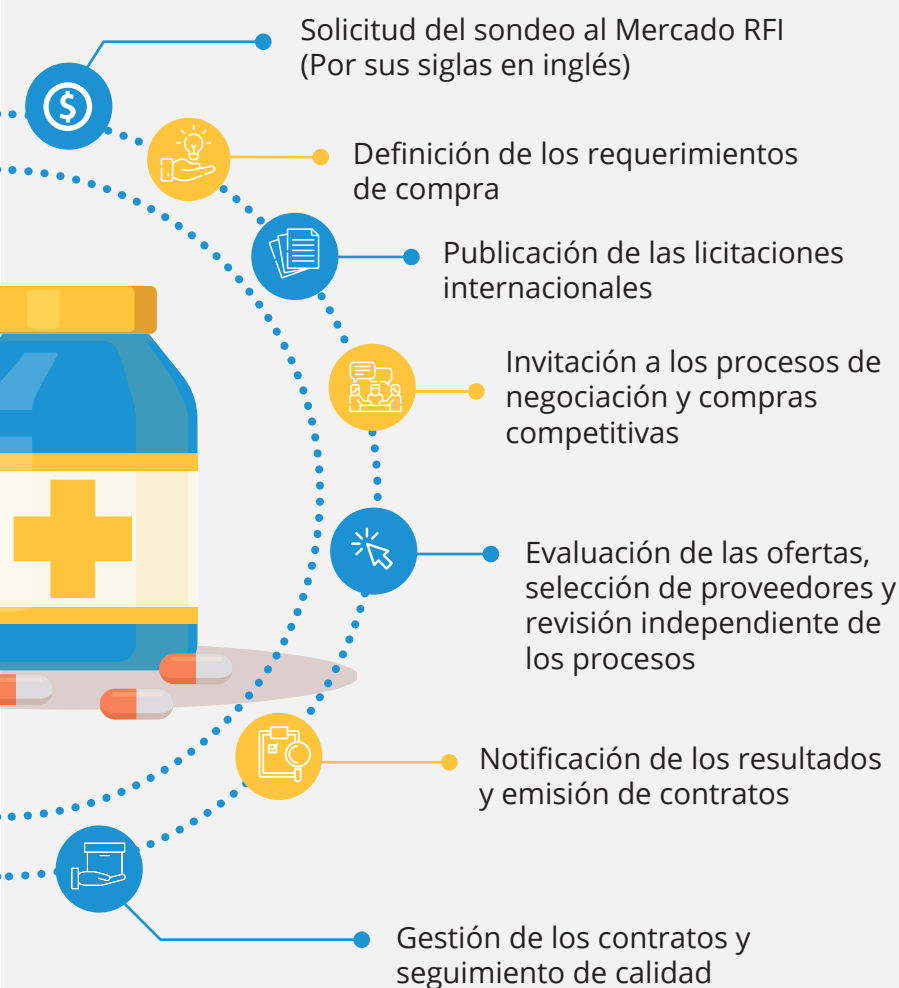 Solicitud del sondeo al Mercado RFI
(Por sus siglas en inglés)
Definición de los requerimientos
de compra
Publicación de las licitaciones
internacionales
Invitación a los procesos de
negociación y compras
competitivas
Evaluación de las ofertas,
selección de proveedores y
revisión independiente de
los procesos
Notificación de los resultados
y emisión de contratos
Gestión de los contratos y
seguimiento de calidad